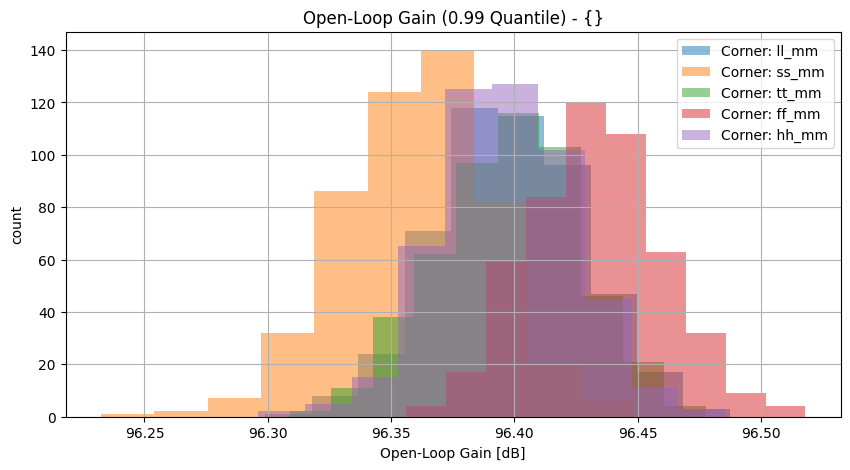 Open-Loop Gain (0.99 Quantile) - {}
Corner: ll_mm
Corner: ss_mm
Corner: tt_mm
Corner: ff_mm
Corner: hh_mm
count
140
120
100
80
60
40
20
0
96.25 96.30 96.35 96.40 96.45 96.50
Open-Loop Gain [dB]